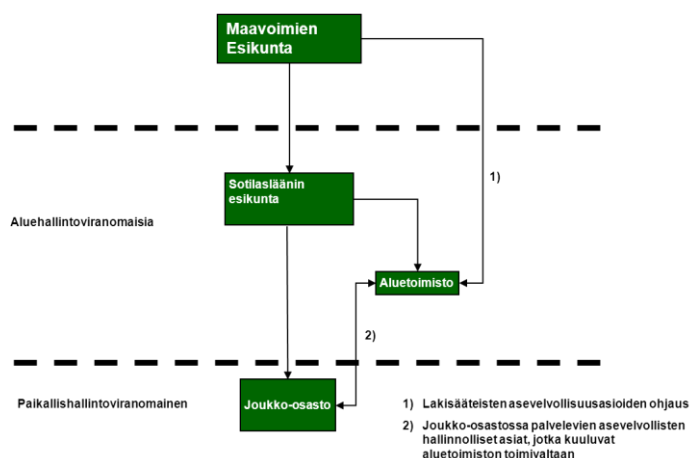 Maavoimien
Esikunta
1)
Sotilasläänin
esikunta
Aluehallintoviranomaisia
Aluetoimisto
2)
Paikallishallintoviranomainen
Joukko-osasto
1) Lakisääteisten asevelvollisuusasioiden ohjaus
2) Joukko-osastossa palvelevien asevelvollisten
hallinnolliset asiat, jotka kuuluvat
aluetoimiston toimivaltaan